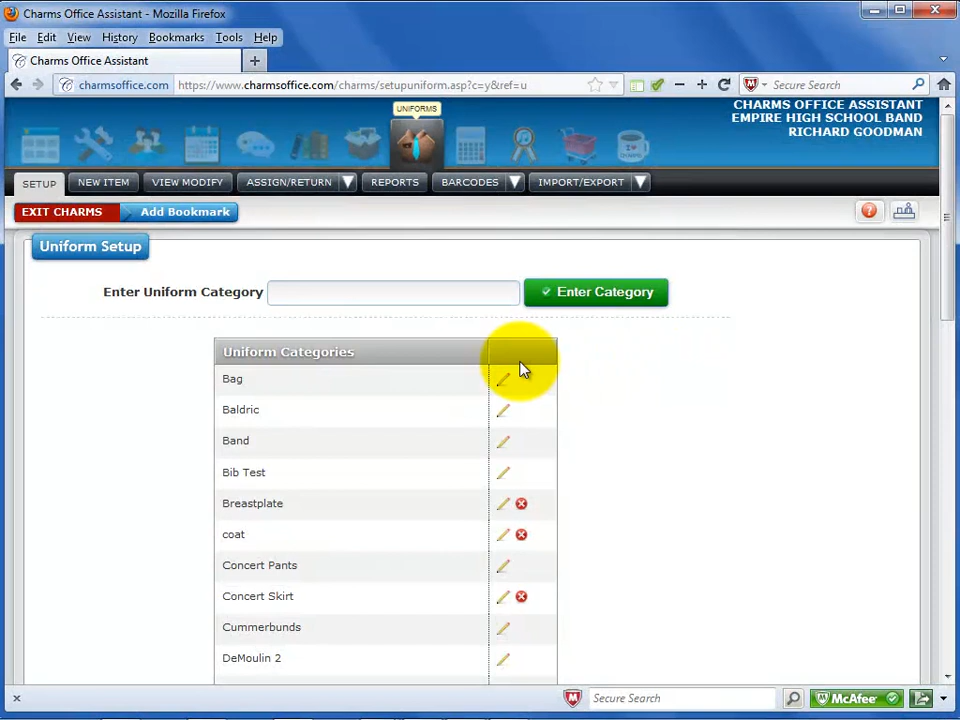 Charms Office Assistant - Mozilla Firefox
File Edit View History Bookmarks Tools Help
Charms Office Assistant
charmsoffice.com https://www.charmsoffice.com/charms/setupuniform.asp?c=y&ref=u Secure Search
UNIFORMS
CHARMS OFFICE ASSISTANT
EMPIRE HIGH SCHOOL BAND
RICHARD GOODMAN
SETUP NEW ITEM VIEW MODIFY ASSIGN/RETURN REPORTS BARCODES IMPORT/EXPORT
EXIT CHARMS Add Bookmark
Uniform Setup
Enter Uniform Category Enter Category
Uniform Categories
Bag
Baldric
Band
Bib Test
Breastplate
coat
Concert Pants
Concert Skirt
Cummerbunds
DeMoulin 2
Secure Search McAfee